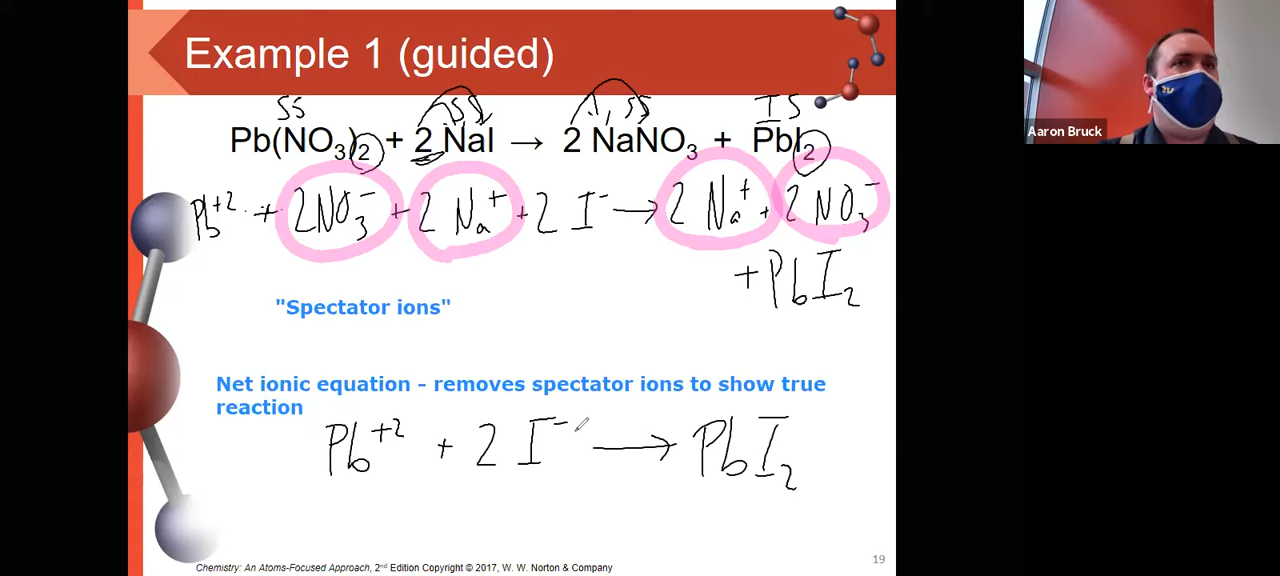 Example 1 (guided)
SS SS 1, SS IS
Pb(NO₃)₂ + 2 NaI → 2 NaNO₃ + PbI₂
Pb⁺² + 2NO₃⁻ + 2 Na⁺ + 2 I⁻ → 2 Na⁺ + 2NO₃⁻
+ PbI₂
"Spectator ions"
Net ionic equation - removes spectator ions to show true
reaction
Pb⁺² + 2 I⁻ → PbI₂
Chemistry: An Atoms-Focused Approach, 2nd Edition Copyright © 2017, W. W. Norton & Company
19
Aaron Bruck